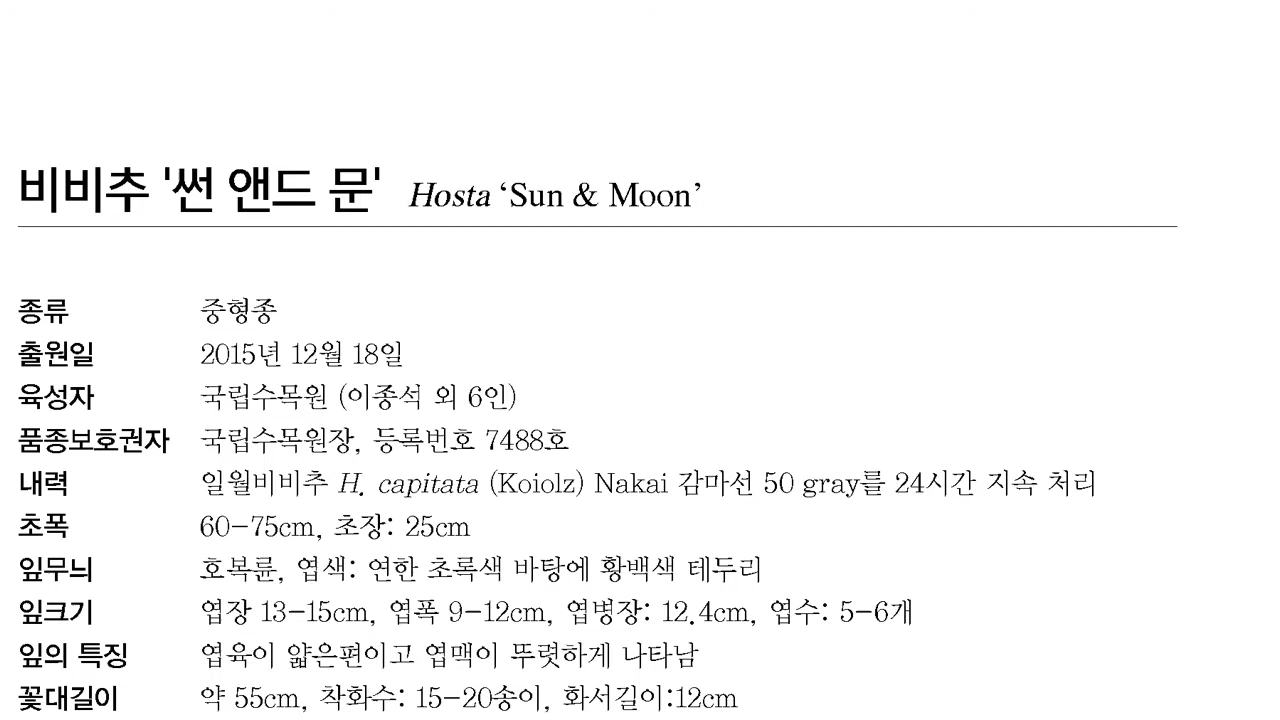 비비추 '썬 앤드 문' Hosta ‘Sun & Moon’
종류 중형종
출원일 2015년 12월 18일
육성자 국립수목원 (이종석 외 6인)
품종보호권자 국립수목원장, 등록번호 7488호
내력 일월비비추 H. capitata (Koiolz) Nakai 감마선 50 gray를 24시간 지속 처리
초폭 60-75cm, 초장: 25cm
잎무늬 호복륜, 엽색: 연한 초록색 바탕에 황백색 테두리
잎크기 엽장 13-15cm, 엽폭 9-12cm, 엽병장: 12.4cm, 엽수: 5-6개
잎의 특징 엽육이 얇은편이고 엽맥이 뚜렷하게 나타남
꽃대길이 약 55cm, 착화수: 15-20송이, 화서길이:12cm